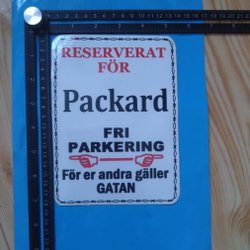 RESERVERAT
FÖR
Packard
FRI
PARKERING
För er andra gäller
GATAN